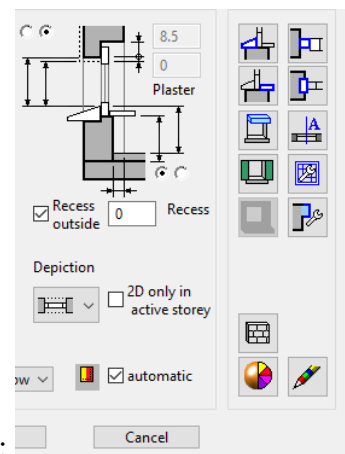 8.5
0
Plaster
A
Recess
outside
0
Recess
Depiction
2D only in
active storey
ow
automatic
Cancel